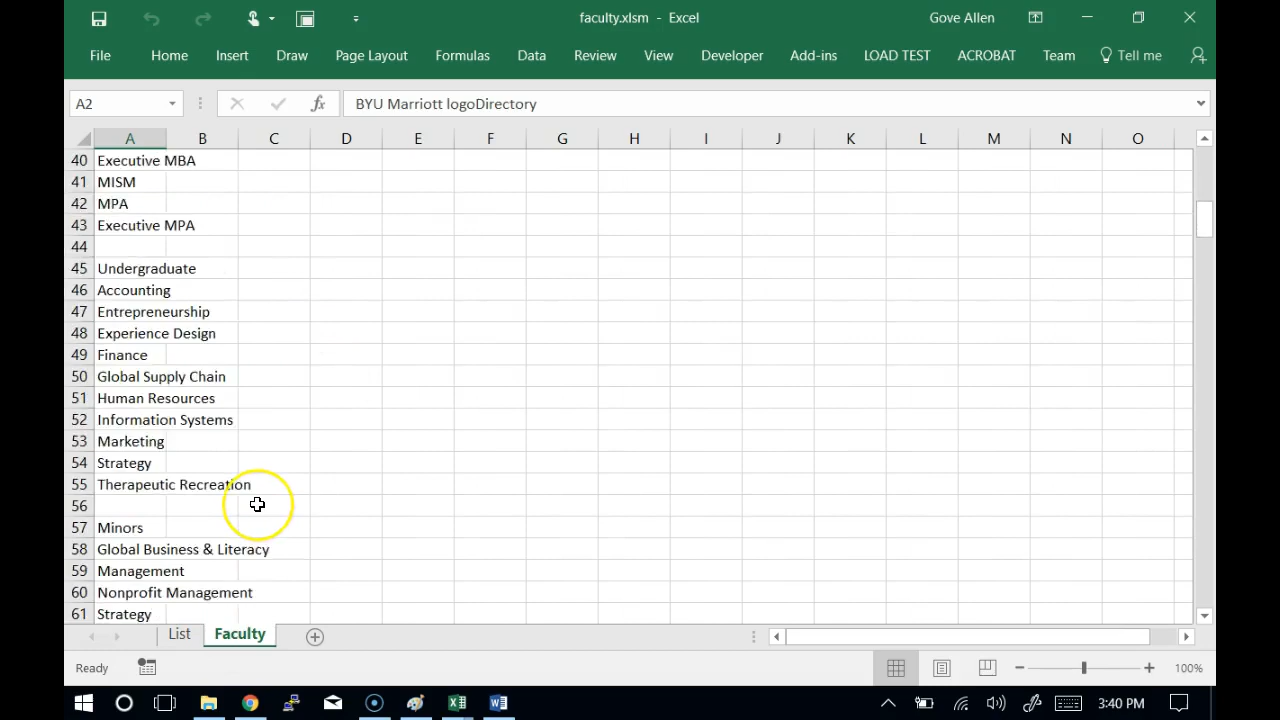 faculty.xlsm - Excel
Gove Allen
File Home Insert Draw Page Layout Formulas Data Review View Developer Add-ins LOAD TEST ACROBAT Team Tell me
A2 fx BYU Marriott logoDirectory
A B C D E F G H I J K L M N O
40 Executive MBA
41 MISM
42 MPA
43 Executive MPA
44
45 Undergraduate
46 Accounting
47 Entrepreneurship
48 Experience Design
49 Finance
50 Global Supply Chain
51 Human Resources
52 Information Systems
53 Marketing
54 Strategy
55 Therapeutic Recreation
56
57 Minors
58 Global Business & Literacy
59 Management
60 Nonprofit Management
61 Strategy
List Faculty
Ready 100%
3:40 PM